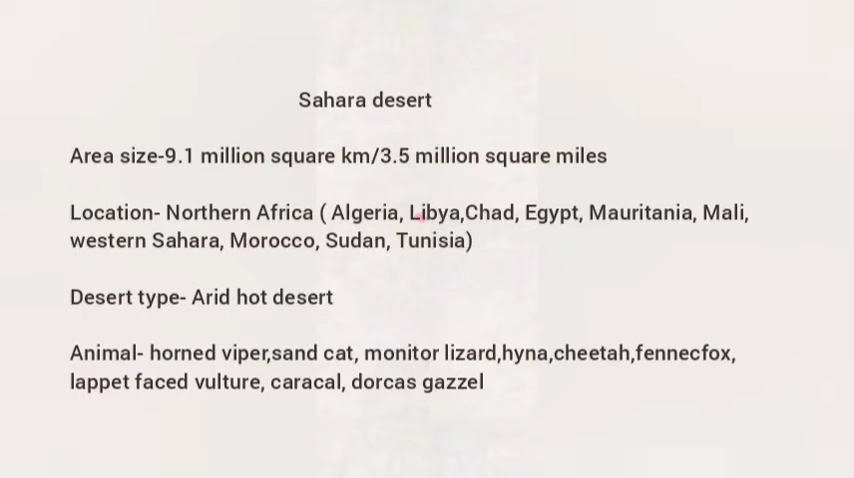 Sahara desert
Area size-9.1 million square km/3.5 million square miles
Location- Northern Africa ( Algeria, Libya,Chad, Egypt, Mauritania, Mali,
western Sahara, Morocco, Sudan, Tunisia)
Desert type- Arid hot desert
Animal- horned viper,sand cat, monitor lizard,hyna,cheetah,fennecfox,
lappet faced vulture, caracal, dorcas gazzel